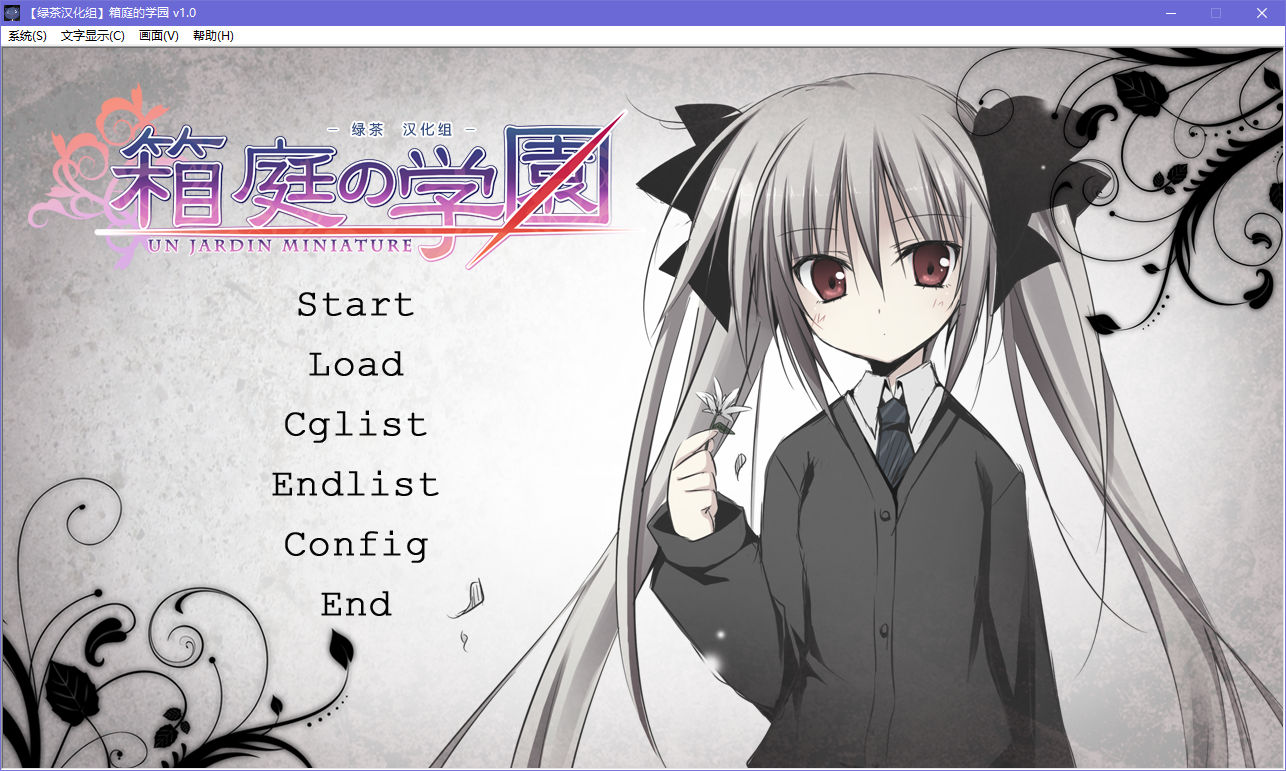 【绿茶汉化组】箱庭的学园 v1.0
系统(S) 文字显示(C) 画面(V) 帮助(H)
— 绿茶 汉化组 —
箱庭の学園
UN JARDIN MINIATURE
Start
Load
Cglist
Endlist
Config
End